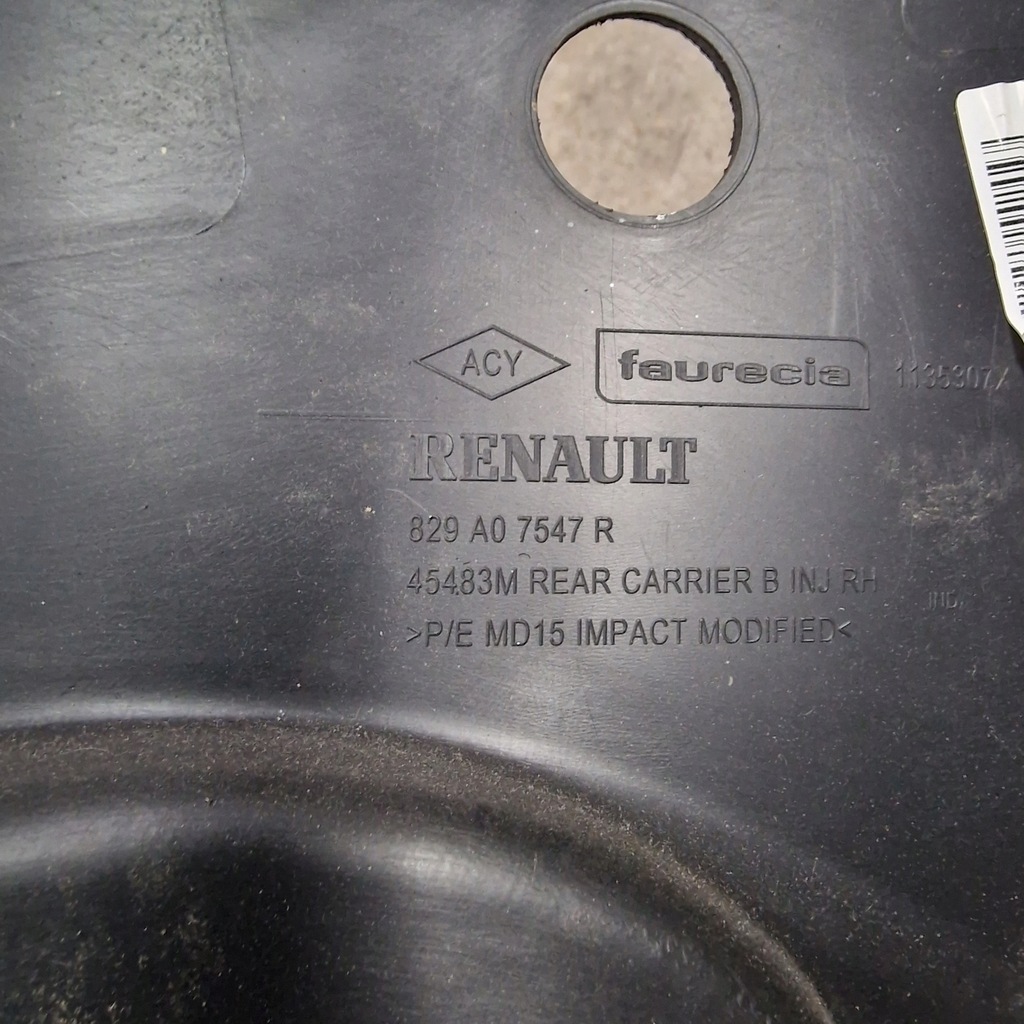 ACY faurecia 1135307X
RENAULT
829 A0 7547 R
45483M REAR CARRIER B INJ RH
>P/E MD15 IMPACT MODIFIED<